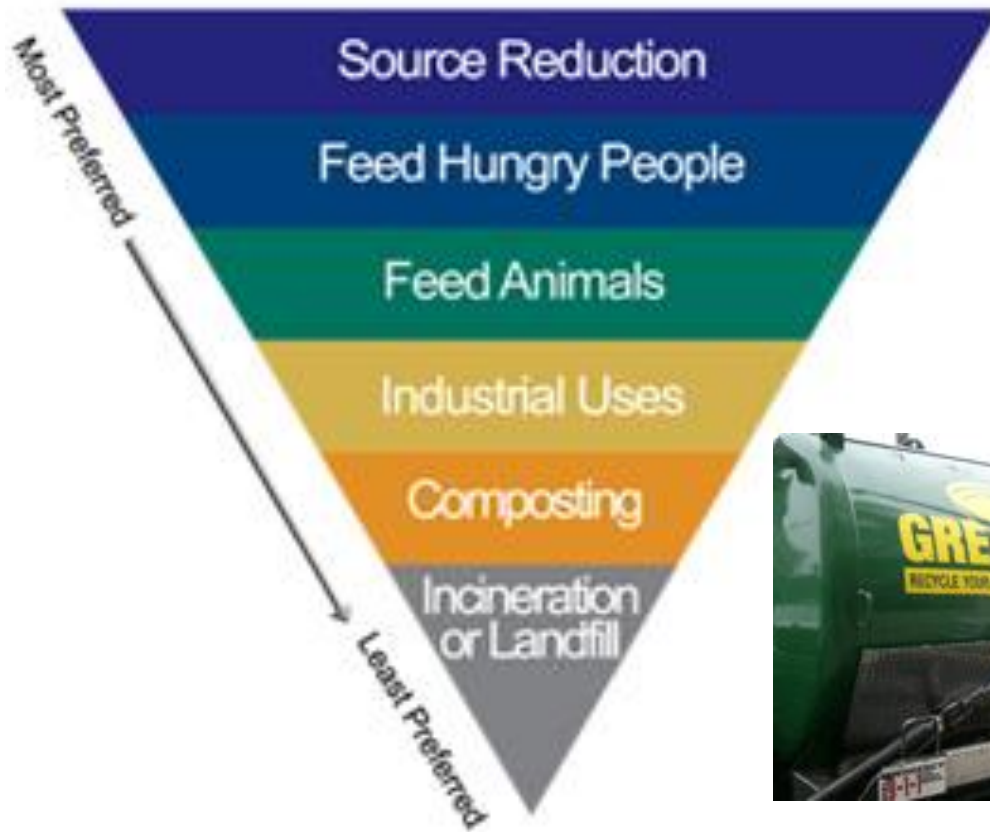 Most Preferred
Source Reduction
Feed Hungry People
Feed Animals
Industrial Uses
Composting
Incineration
or Landfill
Least Preferred
GRE
RECYCLE YOUR